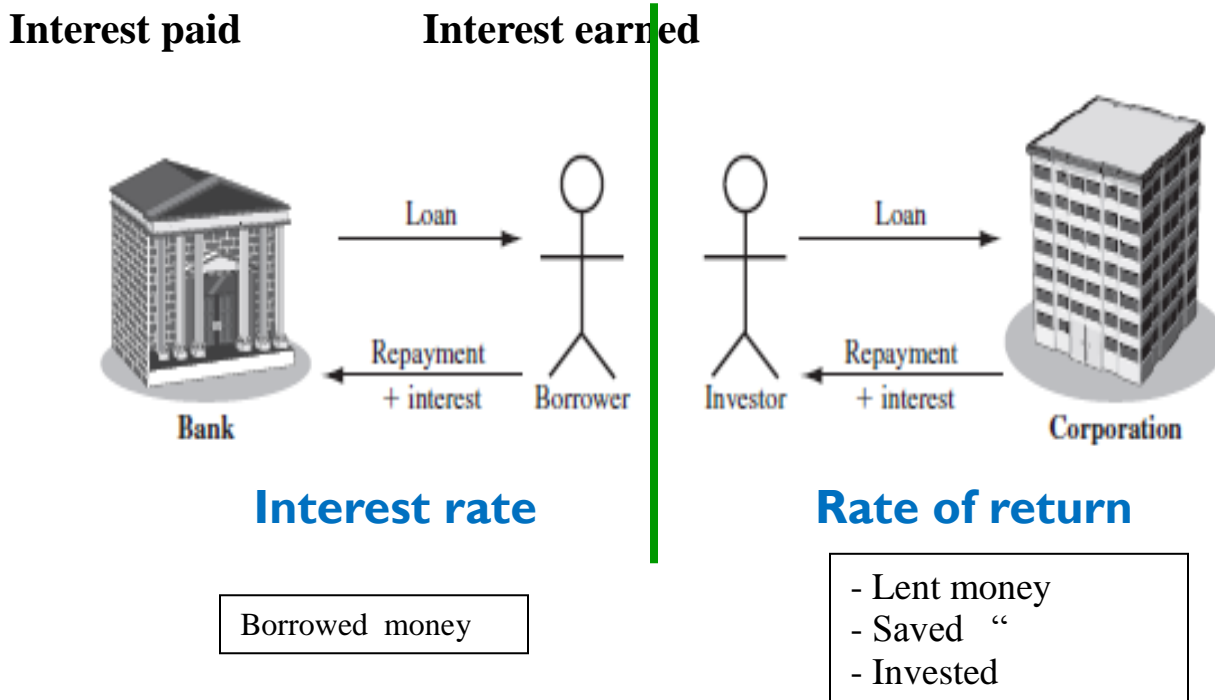 Interest paid
Interest earned
Loan
Loan
Repayment
+ interest
Borrower
Investor
Repayment
+ interest
Bank
Corporation
Interest rate
Rate of return
Borrowed money
- Lent money
- Saved “
- Invested